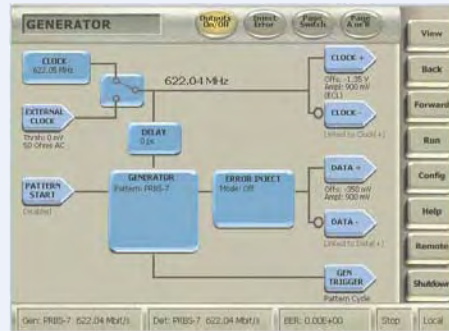 GENERATOR
Outputs On/Off
Inject Error
Page Switch
Page A or B
View
Back
Forward
Run
Config
Help
Remote
Shutdown
CLOCK
622.05 MHz
622.04 MHz
CLOCK +
Offs: -1.35 V
Ampl: 900 mV
(ECL)
EXTERNAL CLOCK
Thrsh: 0 mV
50 Ohms AC
CLOCK -
Linked to Clock(+)
DELAY
0 ps
PATTERN START
Disabled
GENERATOR
Pattern: PRBS-7
ERROR INJECT
Mode: Off
DATA +
Offs: -350 mV
Ampl: 900 mV
DATA -
Linked to Data(+)
GEN TRIGGER
Pattern Cycle
Gen: PRBS-7 622.04 Mbit/s
Det: PRBS-7 622.04 Mbit/s
BER: 0.00E+00
Stop
Local